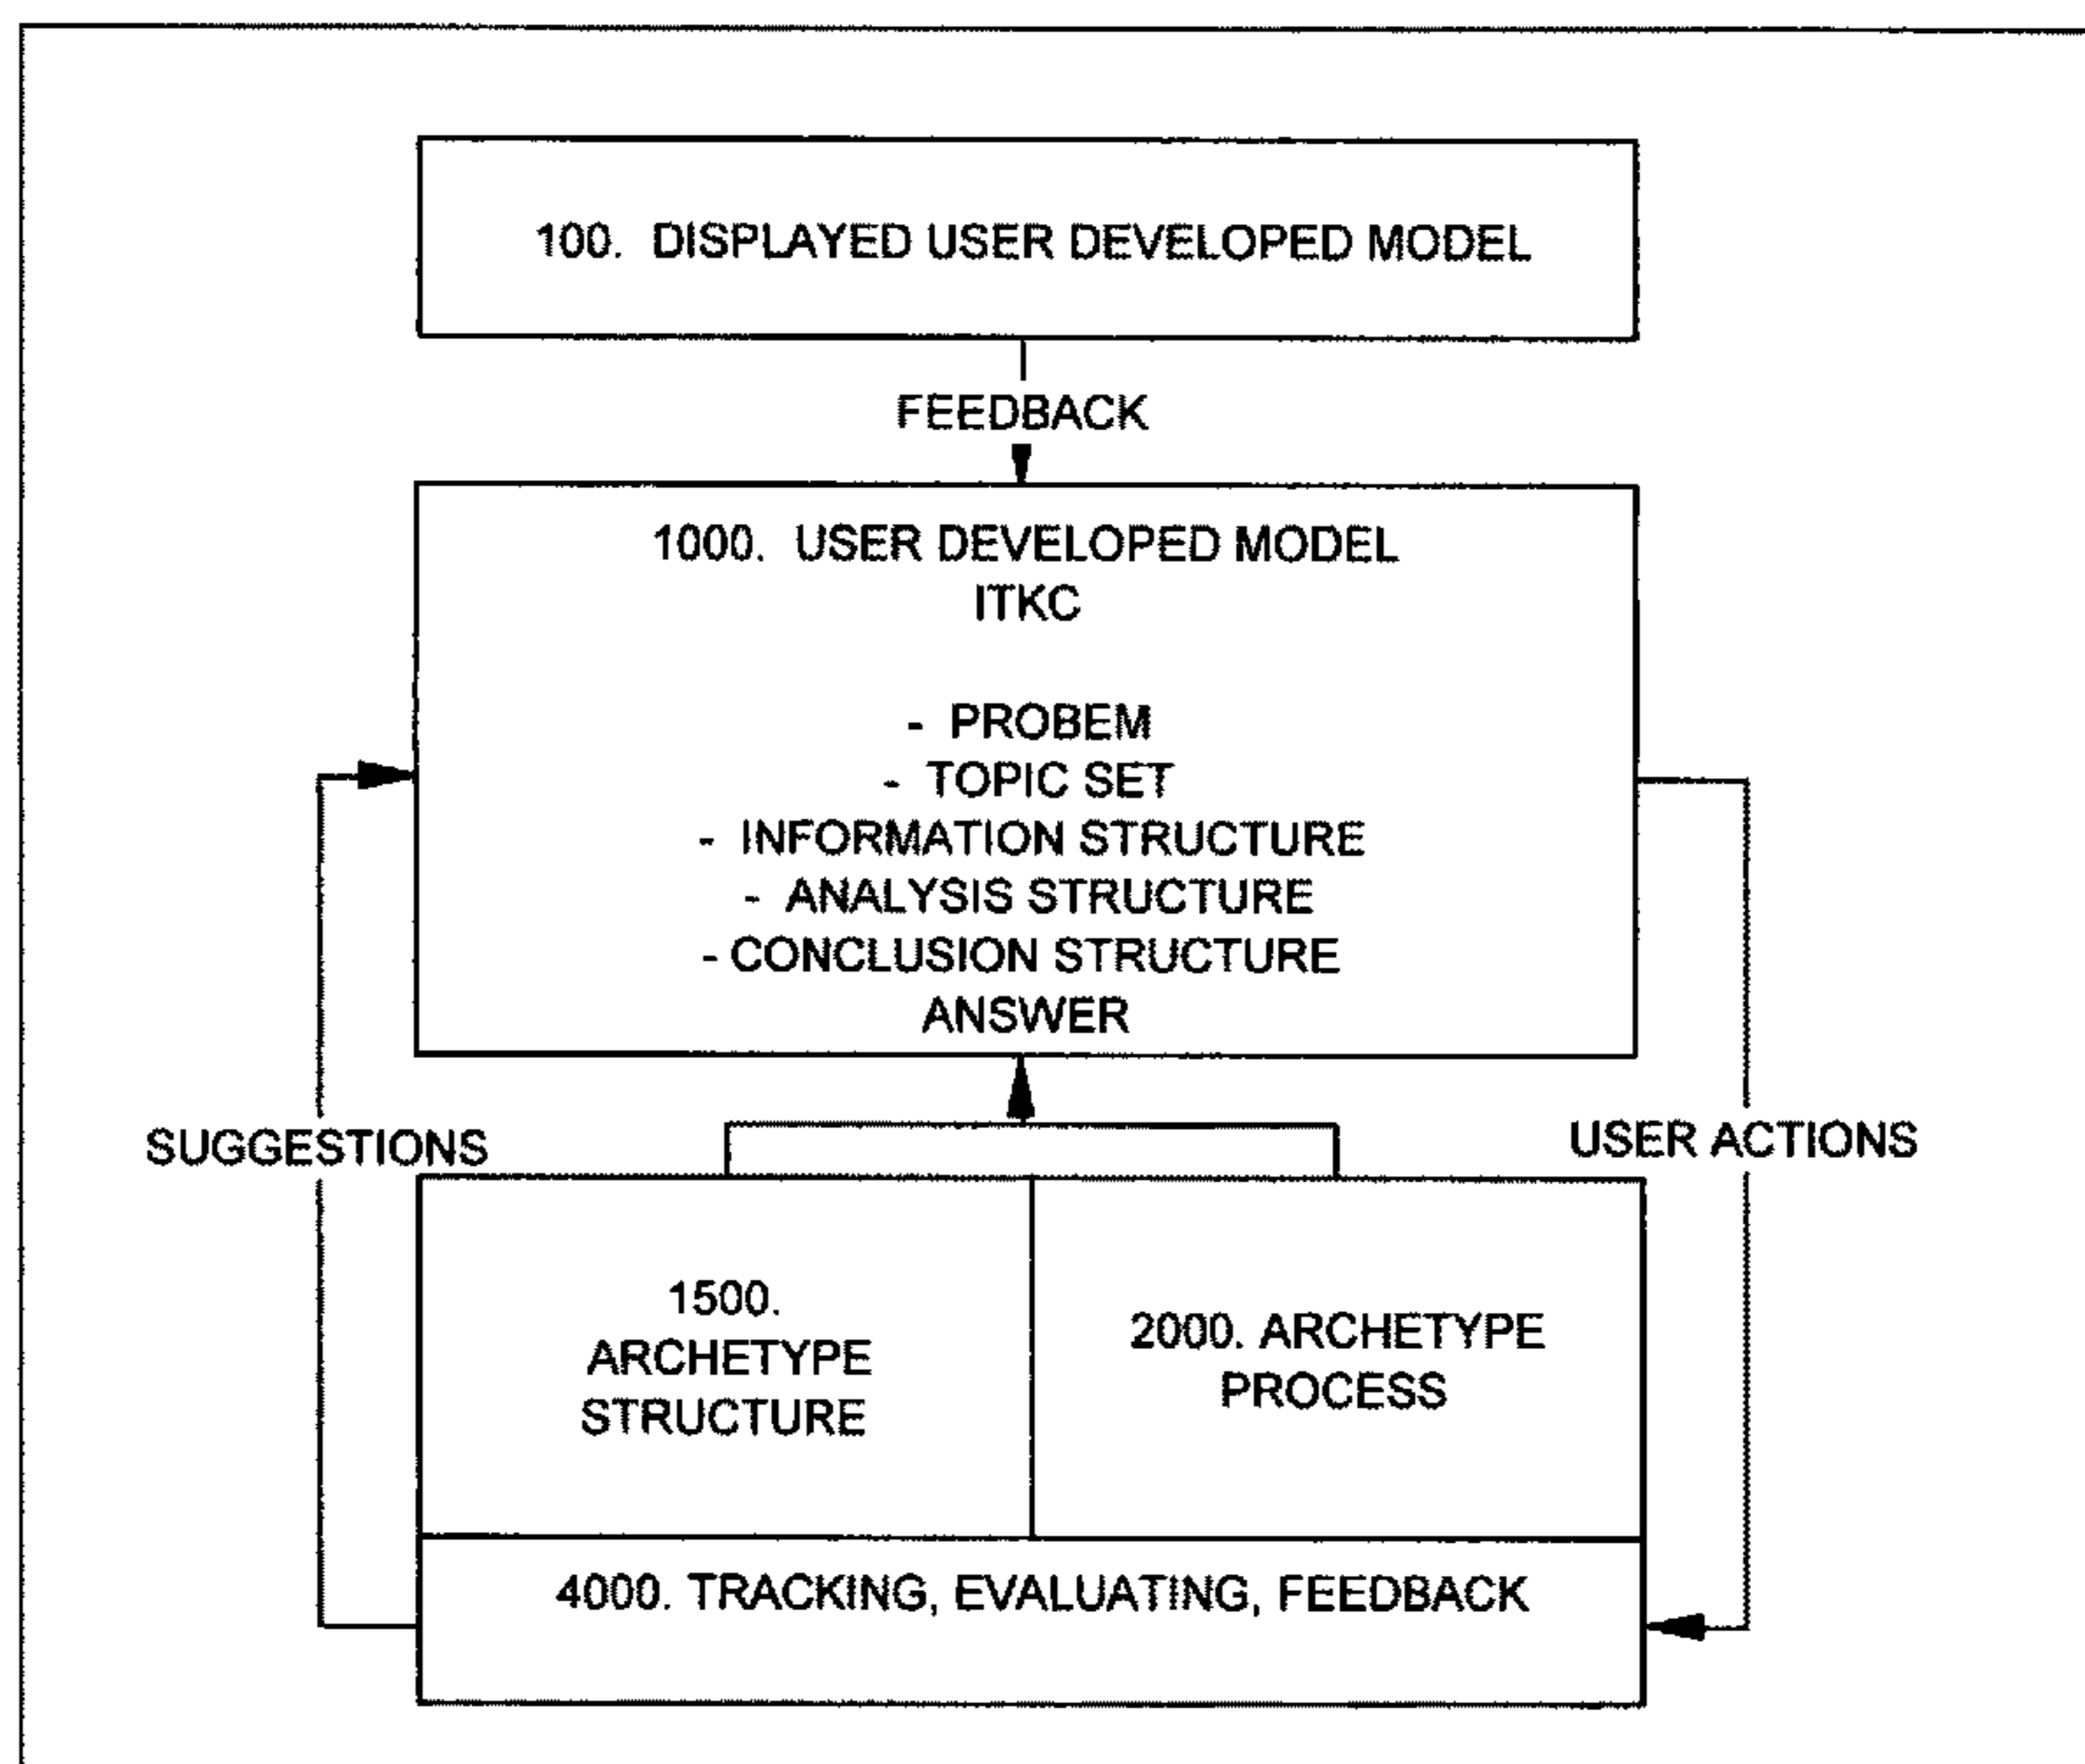 100. DISPLAYED USER DEVELOPED MODEL
FEEDBACK
1000. USER DEVELOPED MODEL
ITKC
- PROBEM
- TOPIC SET
- INFORMATION STRUCTURE
- ANALYSIS STRUCTURE
- CONCLUSION STRUCTURE
ANSWER
SUGGESTIONS
USER ACTIONS
1500.
ARCHETYPE
STRUCTURE
2000. ARCHETYPE
PROCESS
4000. TRACKING, EVALUATING, FEEDBACK